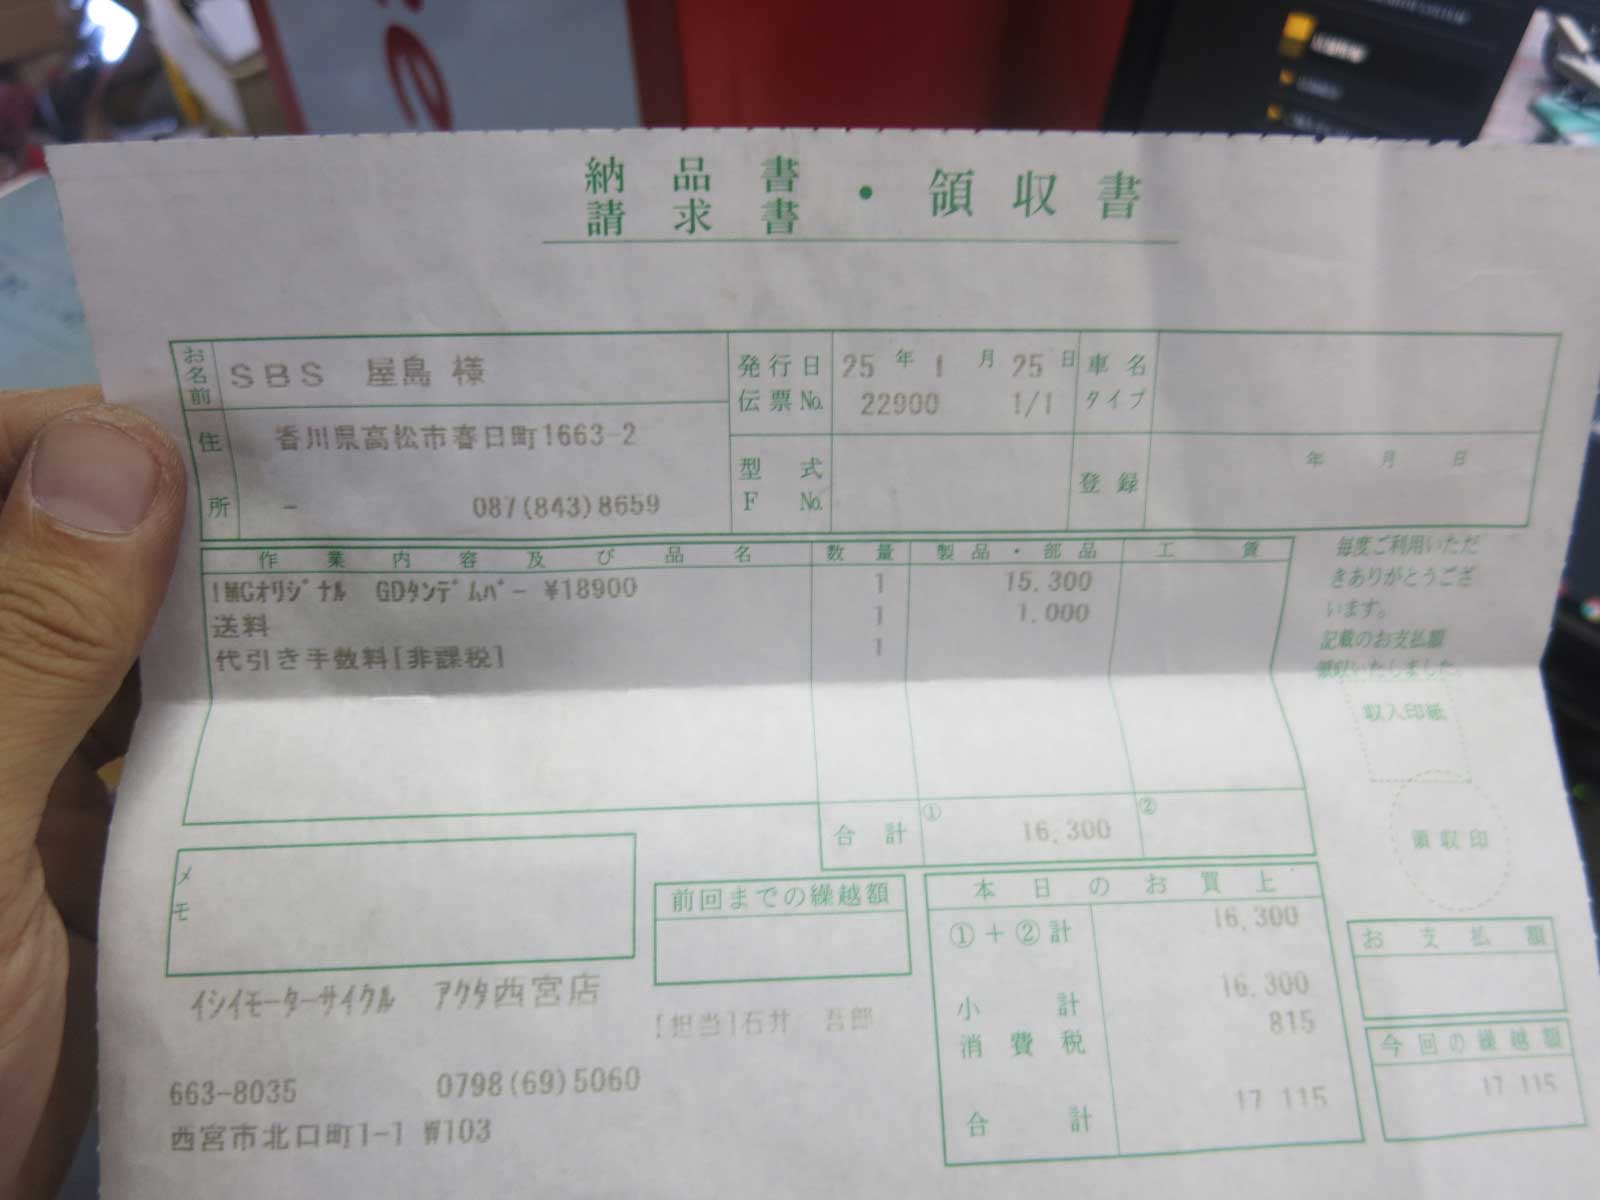 納品書・領収書
請求書
お名前 SBS 屋島 様
住所 香川県高松市春日町1663-2
- 087(843)8659
発行日 25年1月25日
伝票No. 22900 1/1
型式
F No.
車名
タイプ
登録 年 月 日
作業内容及び品名 数量 製品・部品 工賃
IMCオリジナル GDタンデムバー ¥18900 1 15,300
送料 1 1,000
代引き手数料[非課税] 1
合計 ① 16,300 ②
毎度ご利用いただ
きありがとうござ
います。
記載のお支払額
領収いたしました。
収入印紙
領収印
メモ
前回までの繰越額
本日のお買上
①+②計 16,300
小計 16,300
消費税 815
合計 17 115
お支払額
今回の繰越額
17 115
イシイモーターサイクル アクタ西宮店
[担当]石井 吾郎
663-8035 0798(69)5060
西宮市北口町1-1 #103